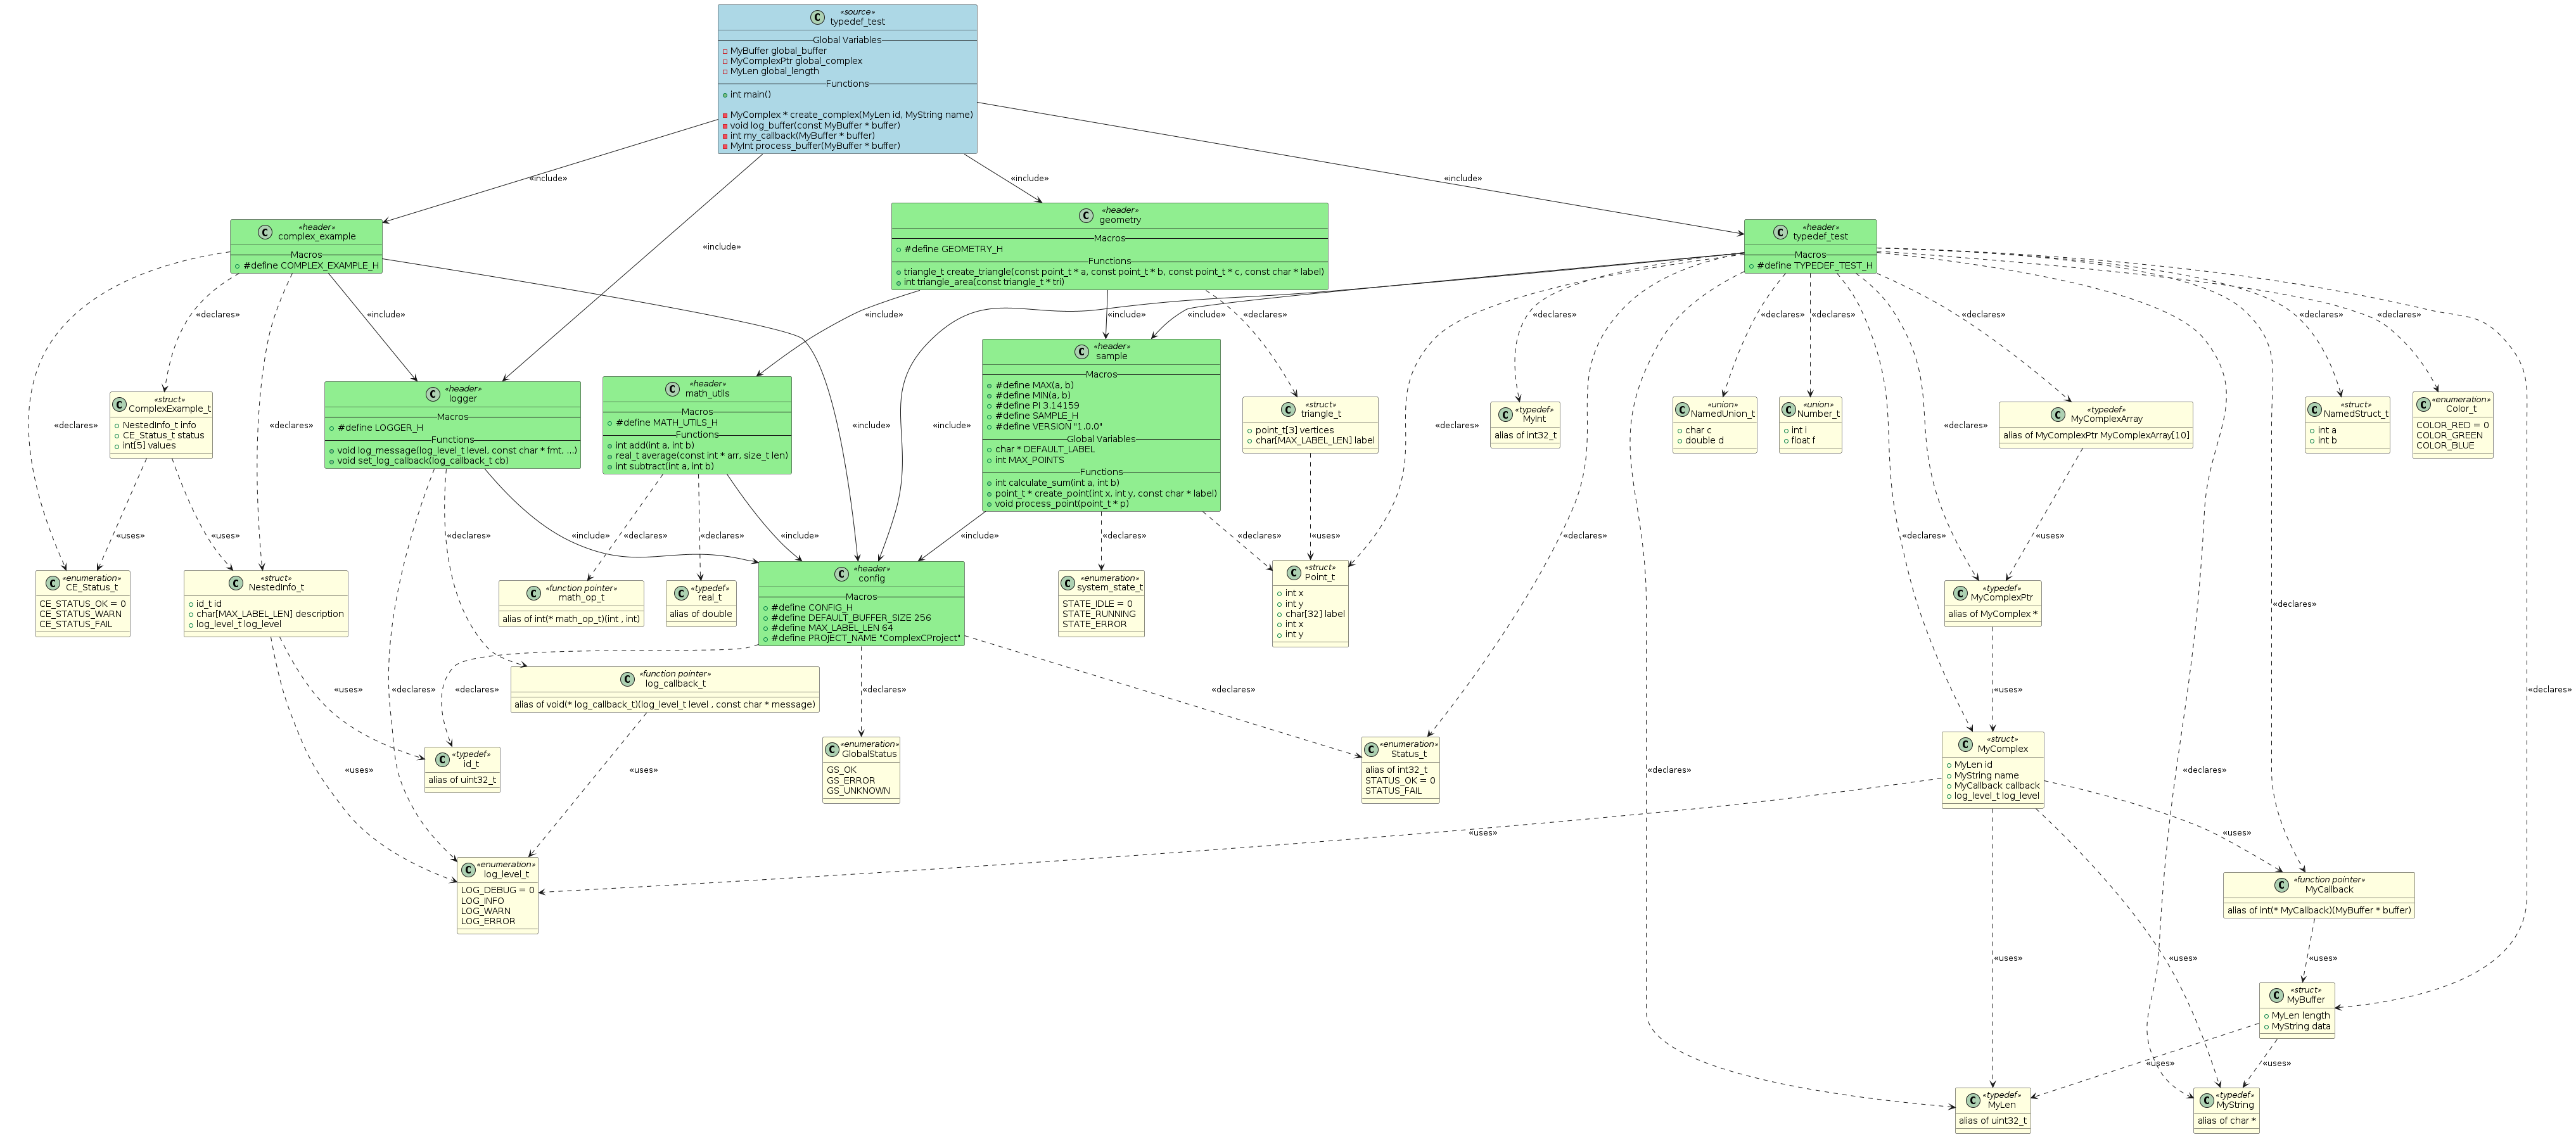 «source»
typedef_test
Global Variables
MyBuffer global_buffer
MyComplexPtr global_complex
MyLen global_length
Functions
int main()
MyComplex * create_complex(MyLen id, MyString name)
void log_buffer(const MyBuffer * buffer)
int my_callback(MyBuffer * buffer)
MyInt process_buffer(MyBuffer * buffer)
«include»
«include»
«include»
«include»
«header»
complex_example
Macros
#define COMPLEX_EXAMPLE_H
«header»
geometry
Macros
#define GEOMETRY_H
Functions
triangle_t create_triangle(const point_t * a, const point_t * b, const point_t * c, const char * label)
int triangle_area(const triangle_t * tri)
«header»
typedef_test
Macros
#define TYPEDEF_TEST_H
«declares»
«include»
«include»
«include»
«include»
«declares»
«declares»
«declares»
«declares»
«declares»
«declares»
«declares»
«struct»
ComplexExample_t
NestedInfo_t info
CE_Status_t status
int[5] values
«header»
logger
Macros
#define LOGGER_H
Functions
void log_message(log_level_t level, const char * fmt, ...)
void set_log_callback(log_callback_t cb)
«header»
math_utils
Macros
#define MATH_UTILS_H
Functions
int add(int a, int b)
real_t average(const int * arr, size_t len)
int subtract(int a, int b)
«header»
sample
Macros
#define MAX(a, b)
#define MIN(a, b)
#define PI 3.14159
#define SAMPLE_H
#define VERSION "1.0.0"
Global Variables
char * DEFAULT_LABEL
int MAX_POINTS
Functions
int calculate_sum(int a, int b)
point_t * create_point(int x, int y, const char * label)
void process_point(point_t * p)
«struct»
triangle_t
point_t[3] vertices
char[MAX_LABEL_LEN] label
«typedef»
MyInt
alias of int32_t
«union»
NamedUnion_t
char c
double d
«union»
Number_t
int i
float f
«typedef»
MyComplexArray
alias of MyComplexPtr MyComplexArray[10]
«struct»
NamedStruct_t
int a
int b
«enumeration»
Color_t
COLOR_RED = 0
COLOR_GREEN
COLOR_BLUE
«declares»
«declares»
«include»
«include»
«declares»
«declares»
«uses»
«uses»
«declares»
«include»
«declares»
«declares»
«include»
«include»
«declares»
«declares»
«uses»
«declares»
«declares»
«uses»
«enumeration»
CE_Status_t
CE_STATUS_OK = 0
CE_STATUS_WARN
CE_STATUS_FAIL
«struct»
NestedInfo_t
id_t id
char[MAX_LABEL_LEN] description
log_level_t log_level
«function pointer»
math_op_t
alias of int(* math_op_t)(int , int)
«typedef»
real_t
alias of double
«header»
config
Macros
#define CONFIG_H
#define DEFAULT_BUFFER_SIZE 256
#define MAX_LABEL_LEN 64
#define PROJECT_NAME "ComplexCProject"
«enumeration»
system_state_t
STATE_IDLE = 0
STATE_RUNNING
STATE_ERROR
«struct»
Point_t
int x
int y
char[32] label
int x
int y
«typedef»
MyComplexPtr
alias of MyComplex *
«declares»
«uses»
«declares»
«declares»
«declares»
«declares»
«uses»
«declares»
«function pointer»
log_callback_t
alias of void(* log_callback_t)(log_level_t level , const char * message)
«typedef»
id_t
alias of uint32_t
«enumeration»
GlobalStatus
GS_OK
GS_ERROR
GS_UNKNOWN
«enumeration»
Status_t
alias of int32_t
STATUS_OK = 0
STATUS_FAIL
«struct»
MyComplex
MyLen id
MyString name
MyCallback callback
log_level_t log_level
«uses»
«uses»
«declares»
«declares»
«uses»
«uses»
«enumeration»
log_level_t
LOG_DEBUG = 0
LOG_INFO
LOG_WARN
LOG_ERROR
«function pointer»
MyCallback
alias of int(* MyCallback)(MyBuffer * buffer)
«uses»
«uses»
«uses»
«struct»
MyBuffer
MyLen length
MyString data
«uses»
«uses»
«typedef»
MyLen
alias of uint32_t
«typedef»
MyString
alias of char *